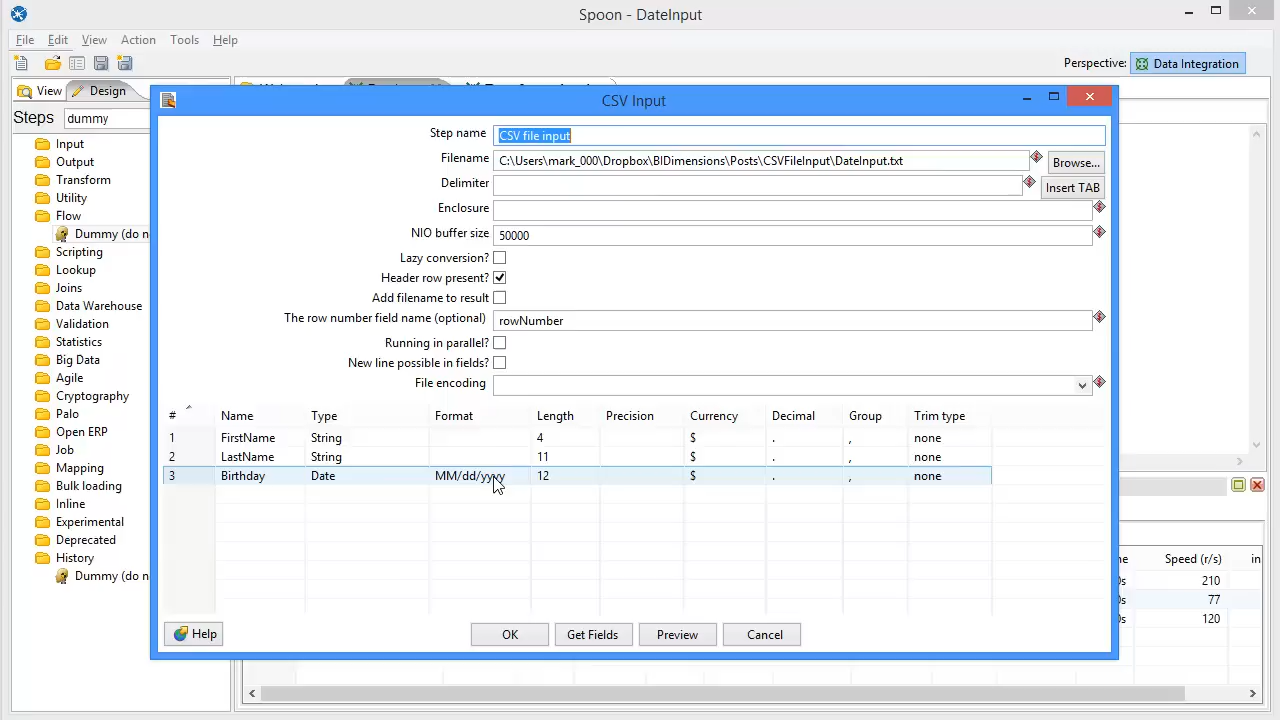 Spoon - DateInput
File Edit View Action Tools Help
Perspective: Data Integration
View Design
Steps dummy
Input
Output
Transform
Utility
Flow
Dummy (do n
Scripting
Lookup
Joins
Data Warehouse
Validation
Statistics
Big Data
Agile
Cryptography
Palo
Open ERP
Job
Mapping
Bulk loading
Inline
Experimental
Deprecated
History
Dummy (do n
CSV Input
Step name CSV file input
Filename C:\Users\mark_000\Dropbox\BIDimensions\Posts\CSVFileInput\DateInput.txt Browse...
Delimiter Insert TAB
Enclosure
NIO buffer size 50000
Lazy conversion?
Header row present?
Add filename to result
The row number field name (optional) rowNumber
Running in parallel?
New line possible in fields?
File encoding
# Name Type Format Length Precision Currency Decimal Group Trim type
1 FirstName String 4 $ . , none
2 LastName String 11 $ . , none
3 Birthday Date MM/dd/yyyy 12 $ . , none
Help OK Get Fields Preview Cancel
Speed (r/s) in
210
77
120